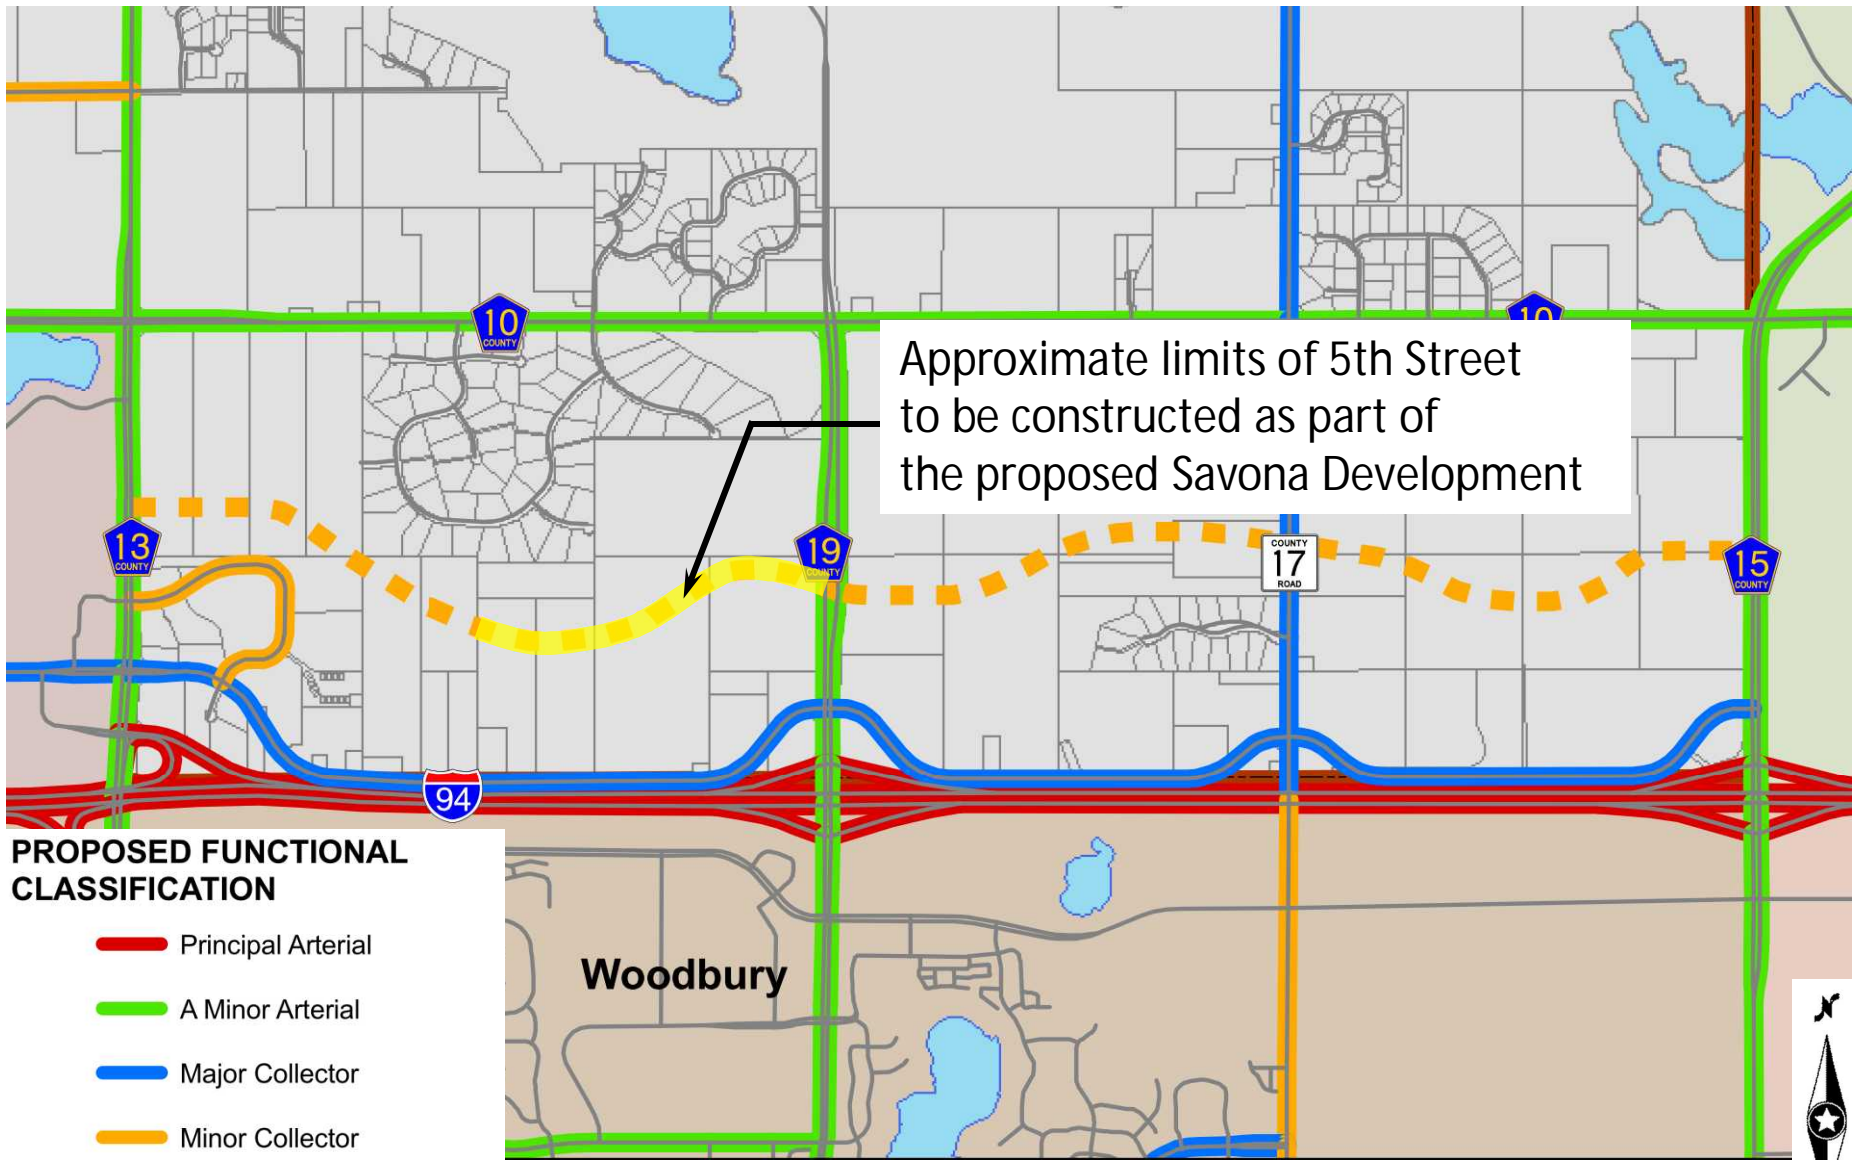 10
COUNTY
10
Approximate limits of 5th Street
to be constructed as part of
the proposed Savona Development
13
COUNTY
19
COUNTY
COUNTY
17
ROAD
15
COUNTY
94
PROPOSED FUNCTIONAL
CLASSIFICATION
Principal Arterial
A Minor Arterial
Major Collector
Minor Collector
Woodbury
N